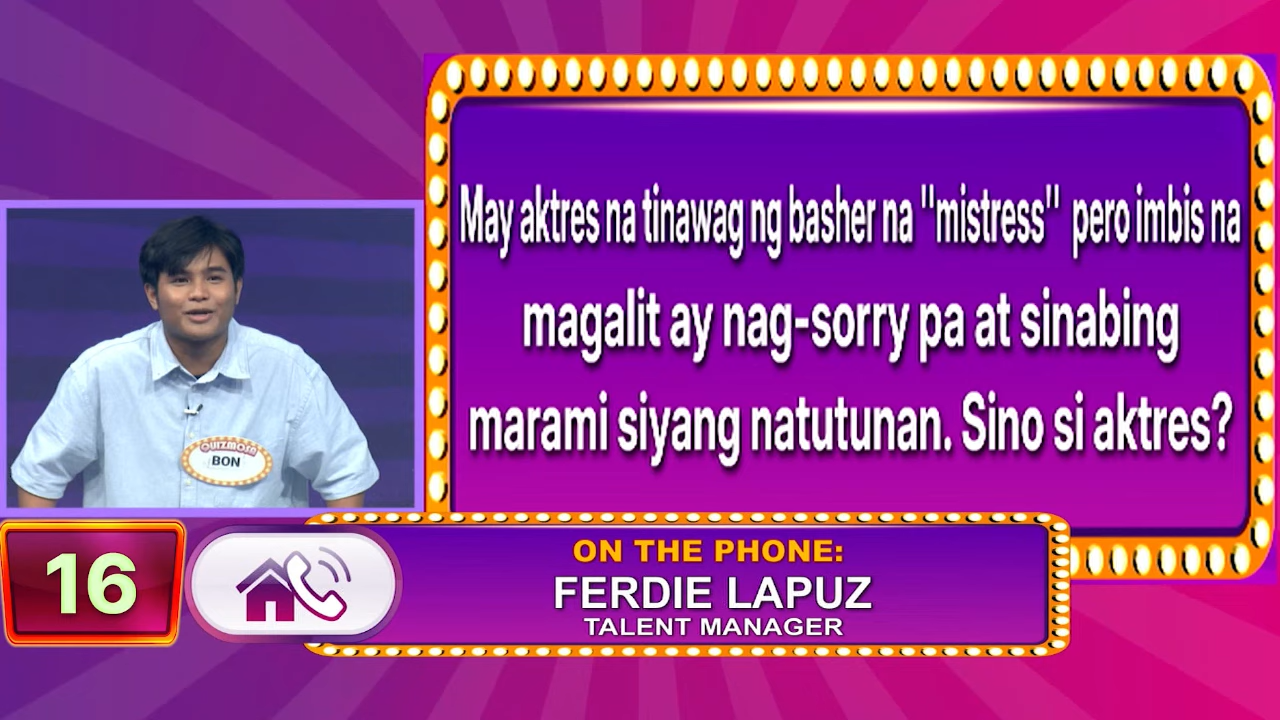 May aktres na tinawag ng basher na "mistress" pero imbis na
magalit ay nag-sorry pa at sinabing
marami siyang natutunan. Sino si aktres?
QUIZMOSA
BON
16
ON THE PHONE:
FERDIE LAPUZ
TALENT MANAGER